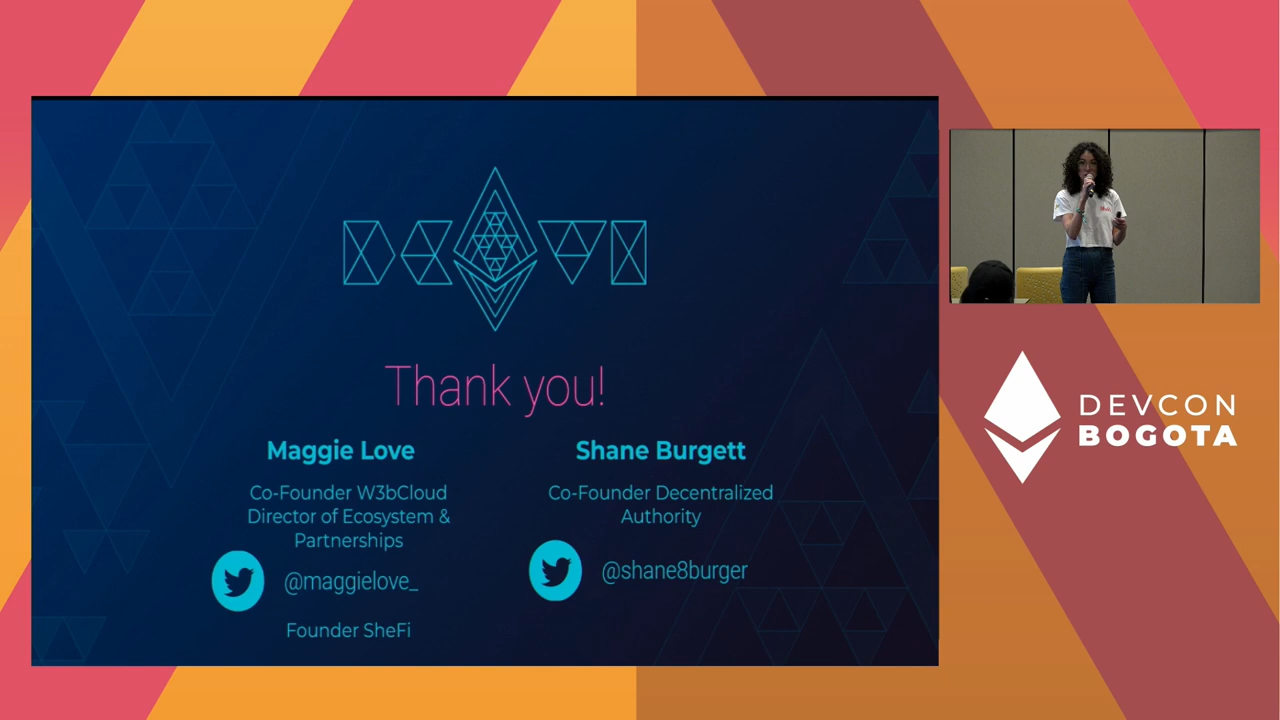 Thank you!
Maggie Love
Co-Founder W3bCloud
Director of Ecosystem &
Partnerships
@maggielove_
Founder SheFi
Shane Burgett
Co-Founder Decentralized
Authority
@shane8burger
DEVCON
BOGOTA